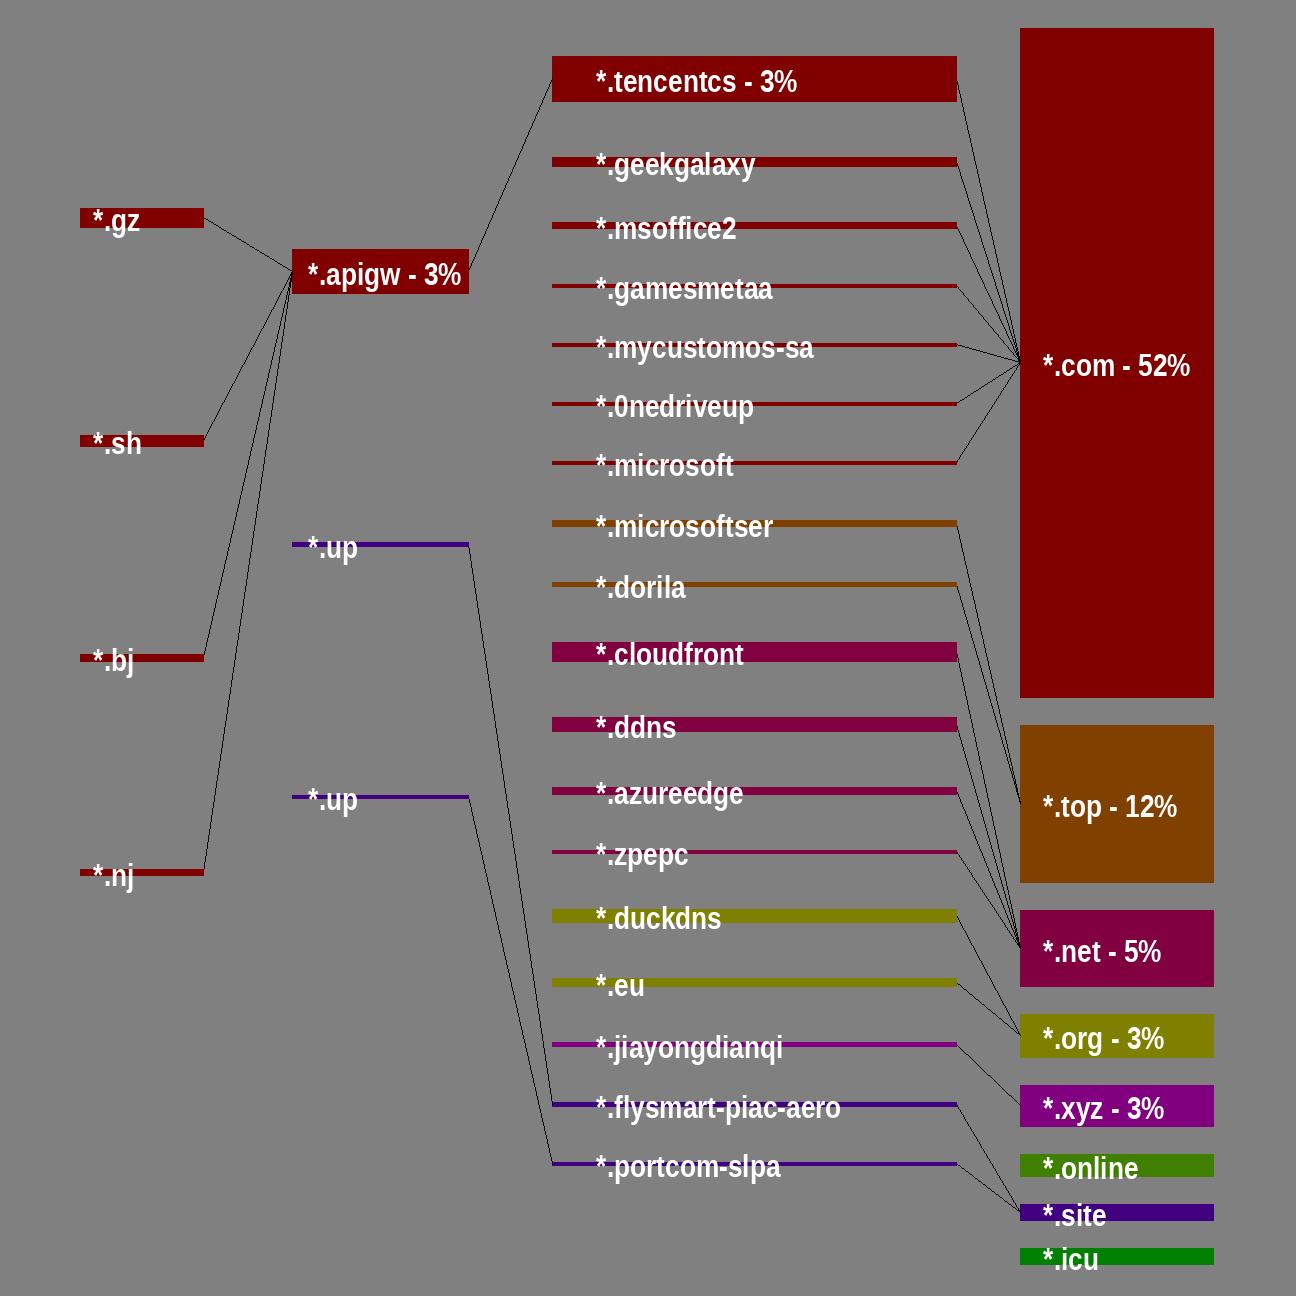 *.gz
*.sh
*.bj
*.nj
*.apigw - 3%
*.up
*.up
*.tencentcs - 3%
*.geekgalaxy
*.msoffice2
*.gamesmetaa
*.mycustomos-sa
*.0nedriveup
*.microsoft
*.microsoftser
*.dorila
*.cloudfront
*.ddns
*.azureedge
*.zpepc
*.duckdns
*.eu
*.jiayongdianqi
*.flysmart-piac-aero
*.portcom-slpa
*.com - 52%
*.top - 12%
*.net - 5%
*.org - 3%
*.xyz - 3%
*.online
*.site
*.icu